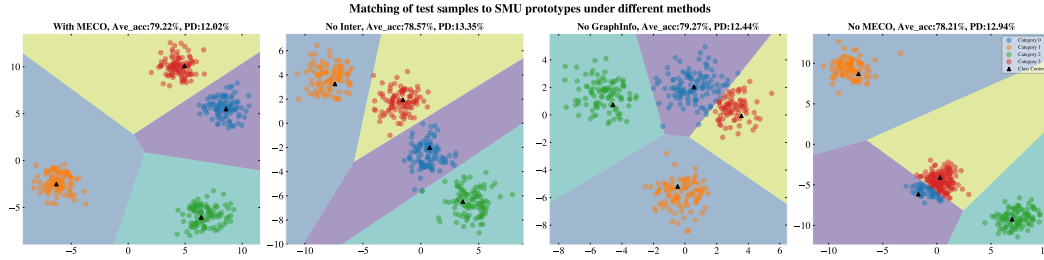 Matching of test samples to SMU prototypes under different methods
With MECO, Ave_acc:79.22%, PD:12.02%
No Inter, Ave_acc:78.57%, PD:13.35%
No GraphInfo, Ave_acc:79.27%, PD:12.44%
No MECO, Ave_acc:78.21%, PD:12.94%
Category 0
Category 1
Category 2
Category 3
Class Center
10
5
0
−5
−5 0 5 10
6
4
2
0
−2
−4
−6
−8
−10
−10 −5 0 5
4
2
0
−2
−4
−6
−8
−8 −6 −4 −2 0 2 4 6
10
5
0
−5
−10
−10 −5 0 5 10